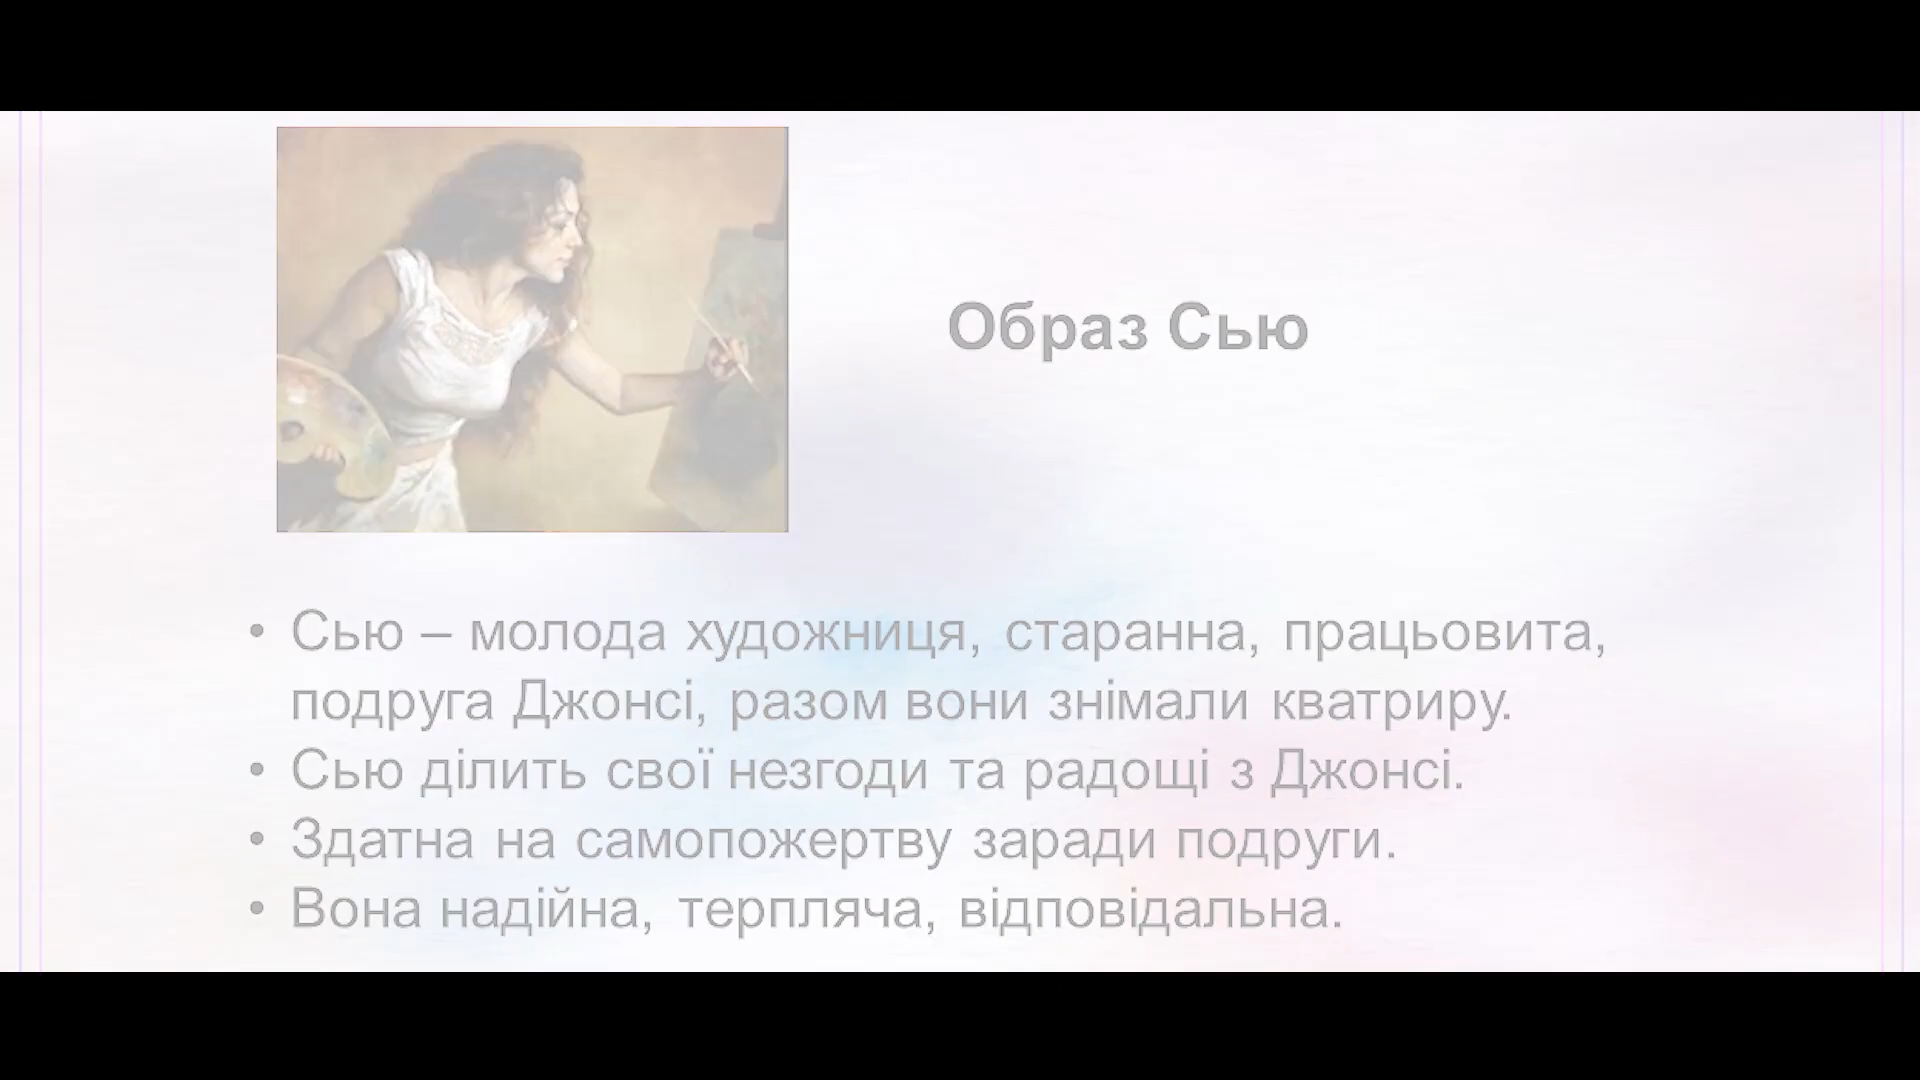 Образ Сью
• Сью – молода художниця, старанна, працьовита,
подруга Джонсі, разом вони знімали кватриру.
• Сью ділить свої незгоди та радощі з Джонсі.
• Здатна на самопожертву заради подруги.
• Вона надійна, терпляча, відповідальна.